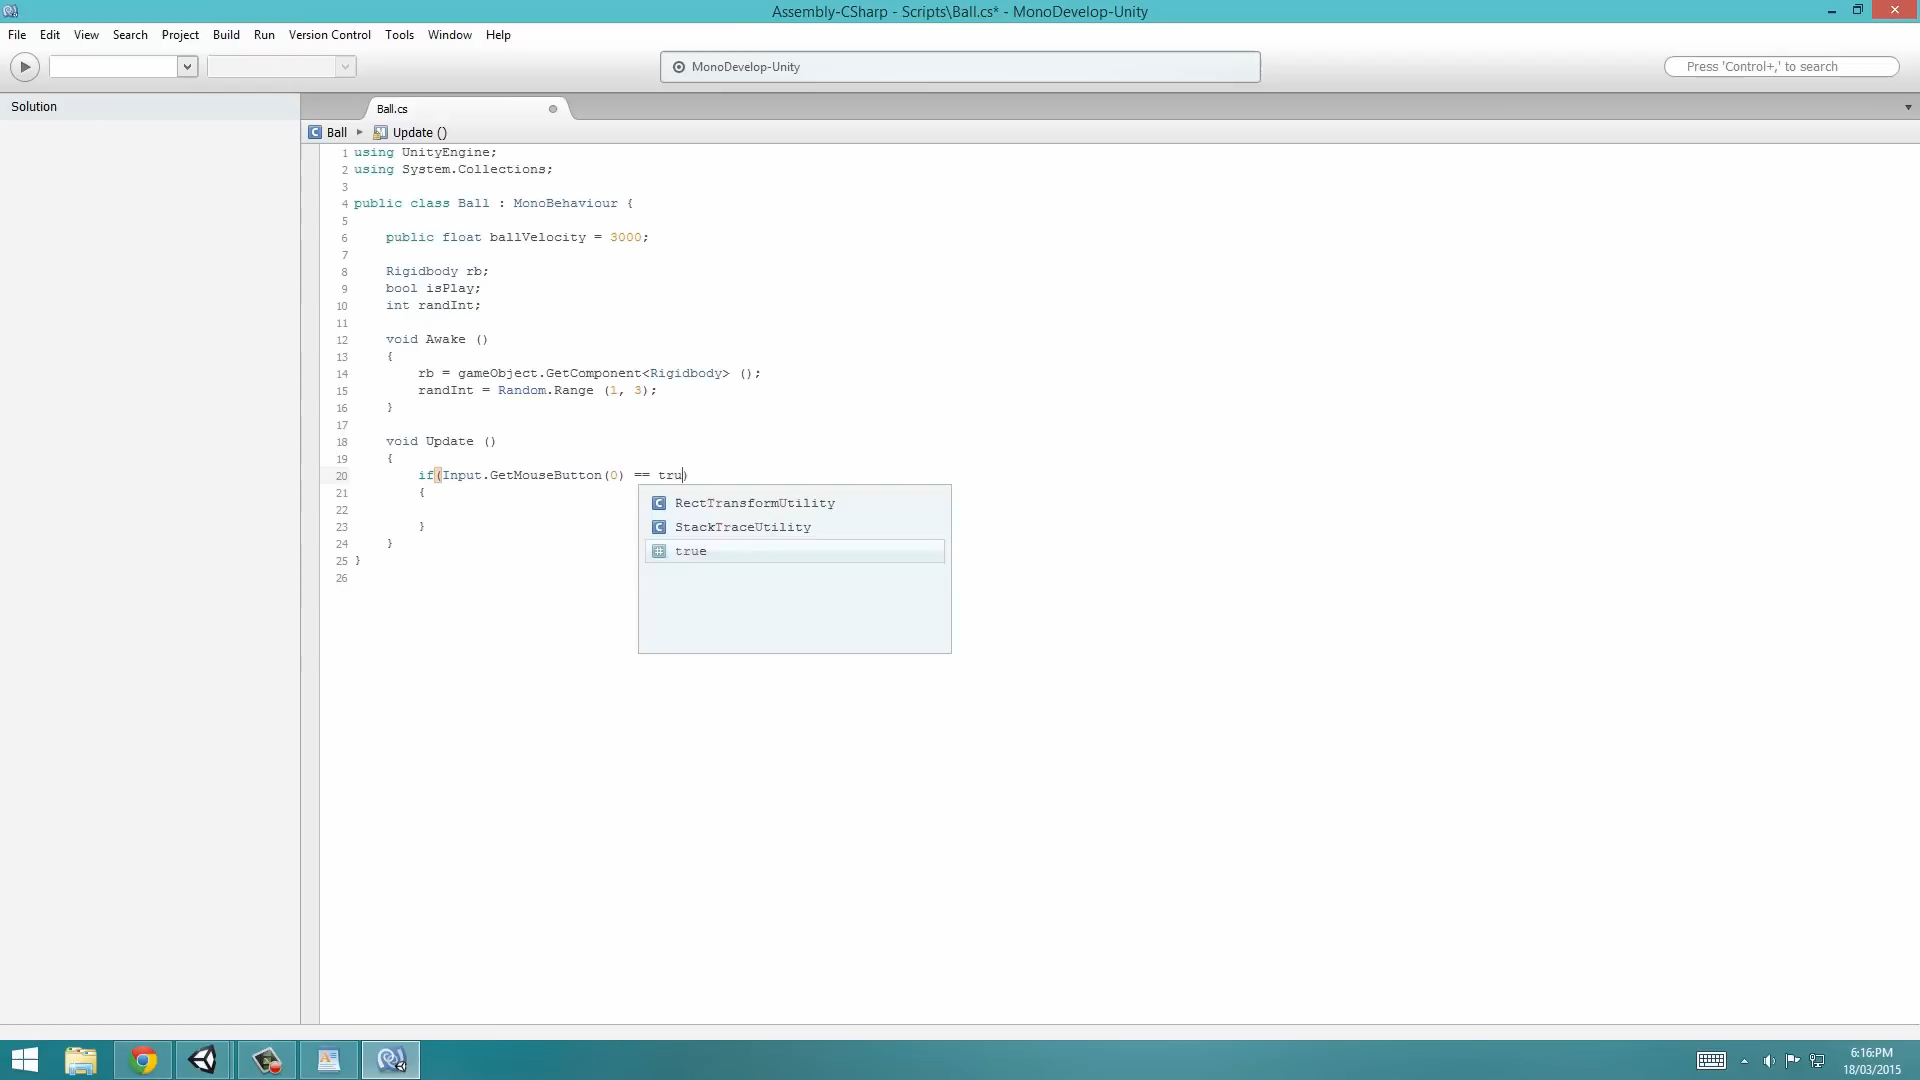 Assembly-CSharp - Scripts\Ball.cs* - MonoDevelop-Unity
File Edit View Search Project Build Run Version Control Tools Window Help
MonoDevelop-Unity
Press 'Control+,' to search
Solution
Ball.cs
Ball Update ()
1 using UnityEngine;
2 using System.Collections;
3
4 public class Ball : MonoBehaviour {
5
6 public float ballVelocity = 3000;
7
8 Rigidbody rb;
9 bool isPlay;
10 int randInt;
11
12 void Awake ()
13 {
14 rb = gameObject.GetComponent<Rigidbody> ();
15 randInt = Random.Range (1, 3);
16 }
17
18 void Update ()
19 {
20 if(Input.GetMouseButton(0) == tru)
21 {
22
23 }
24 }
25 }
26
RectTransformUtility
StackTraceUtility
true
6:16:PM
18/03/2015